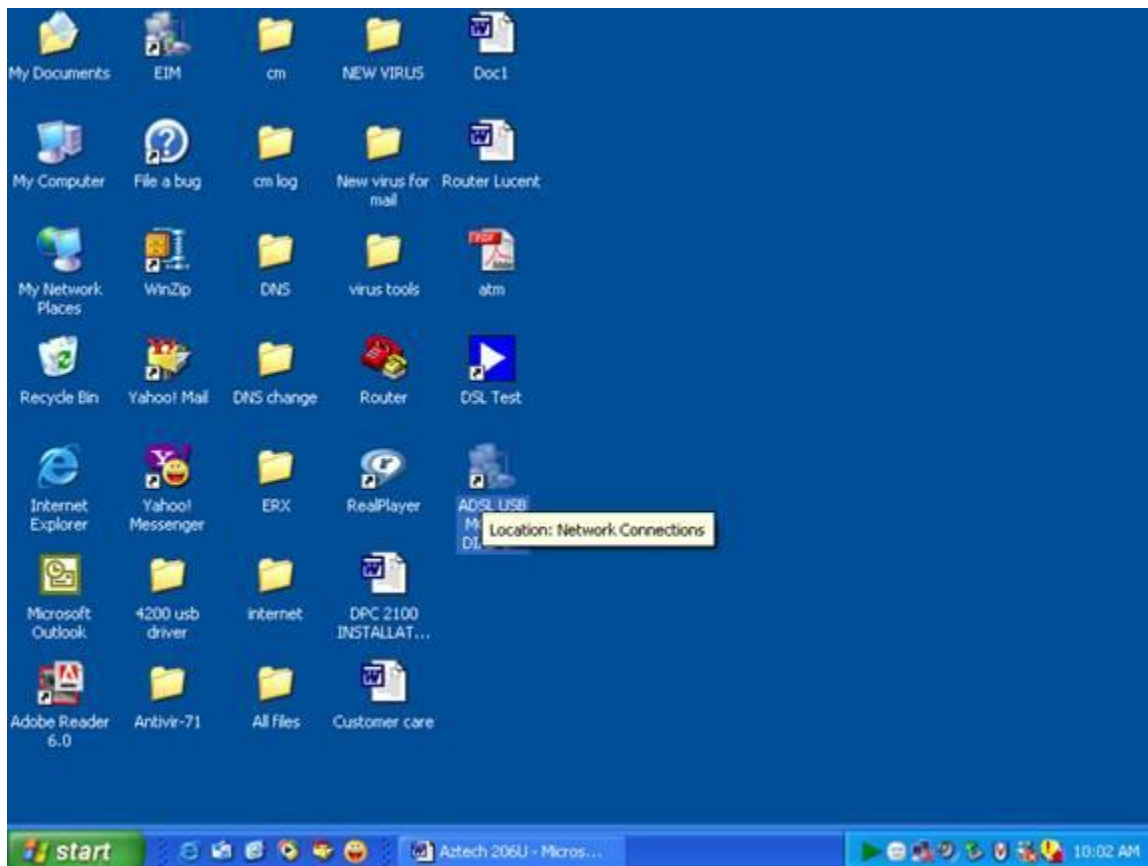 My Documents
EIM
cm
NEW VIRUS
Doc1
My Computer
File a bug
cm log
New virus for
mail
Router Lucent
My Network
Places
WinZip
DNS
virus tools
PDF
atm
Recycle Bin
Yahoo! Mail
DNS change
Router
DSL Test
Internet
Explorer
Yahoo!
Messenger
ERX
RealPlayer
ADSL USB
Location: Network Connections
Microsoft
Outlook
4200 usb
driver
internet
DPC 2100
INSTALLAT...
Adobe Reader
6.0
Antivir-71
All files
Customer care
start
Aztech 206U - Micros...
10:02 AM